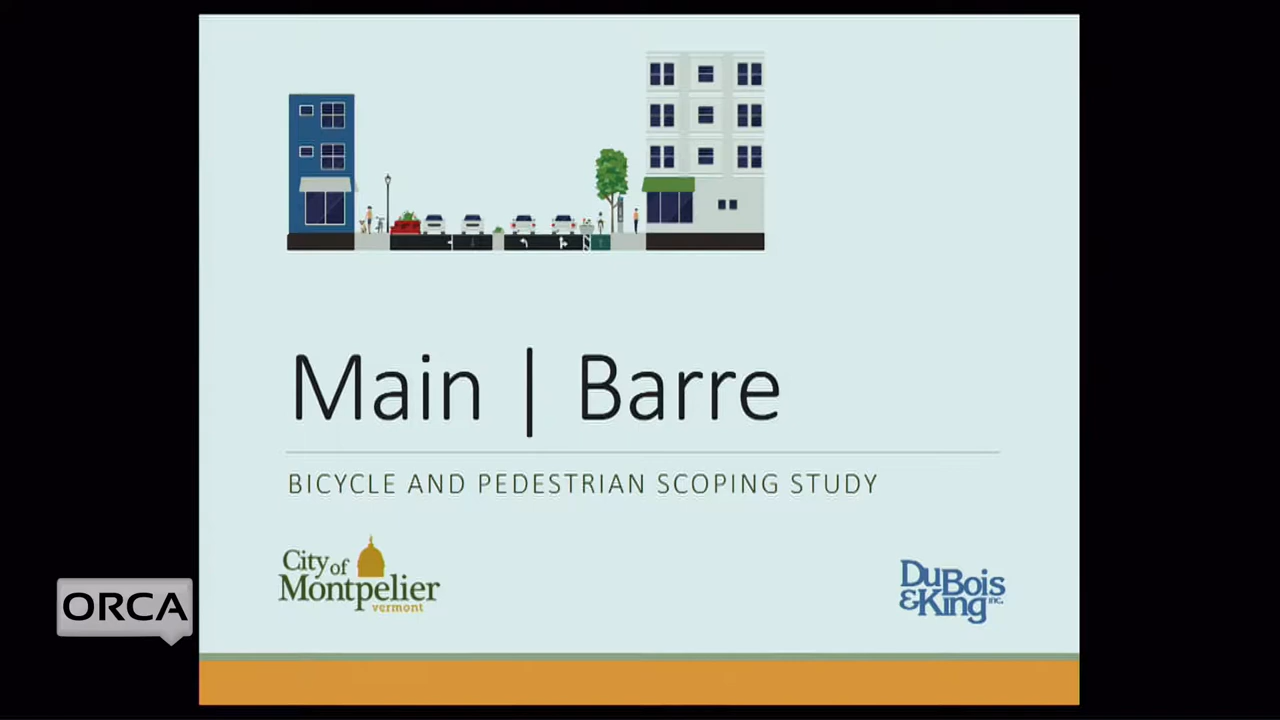 Main | Barre
BICYCLE AND PEDESTRIAN SCOPING STUDY
City of
Montpelier
vermont
DuBois
&King inc.
ORCA